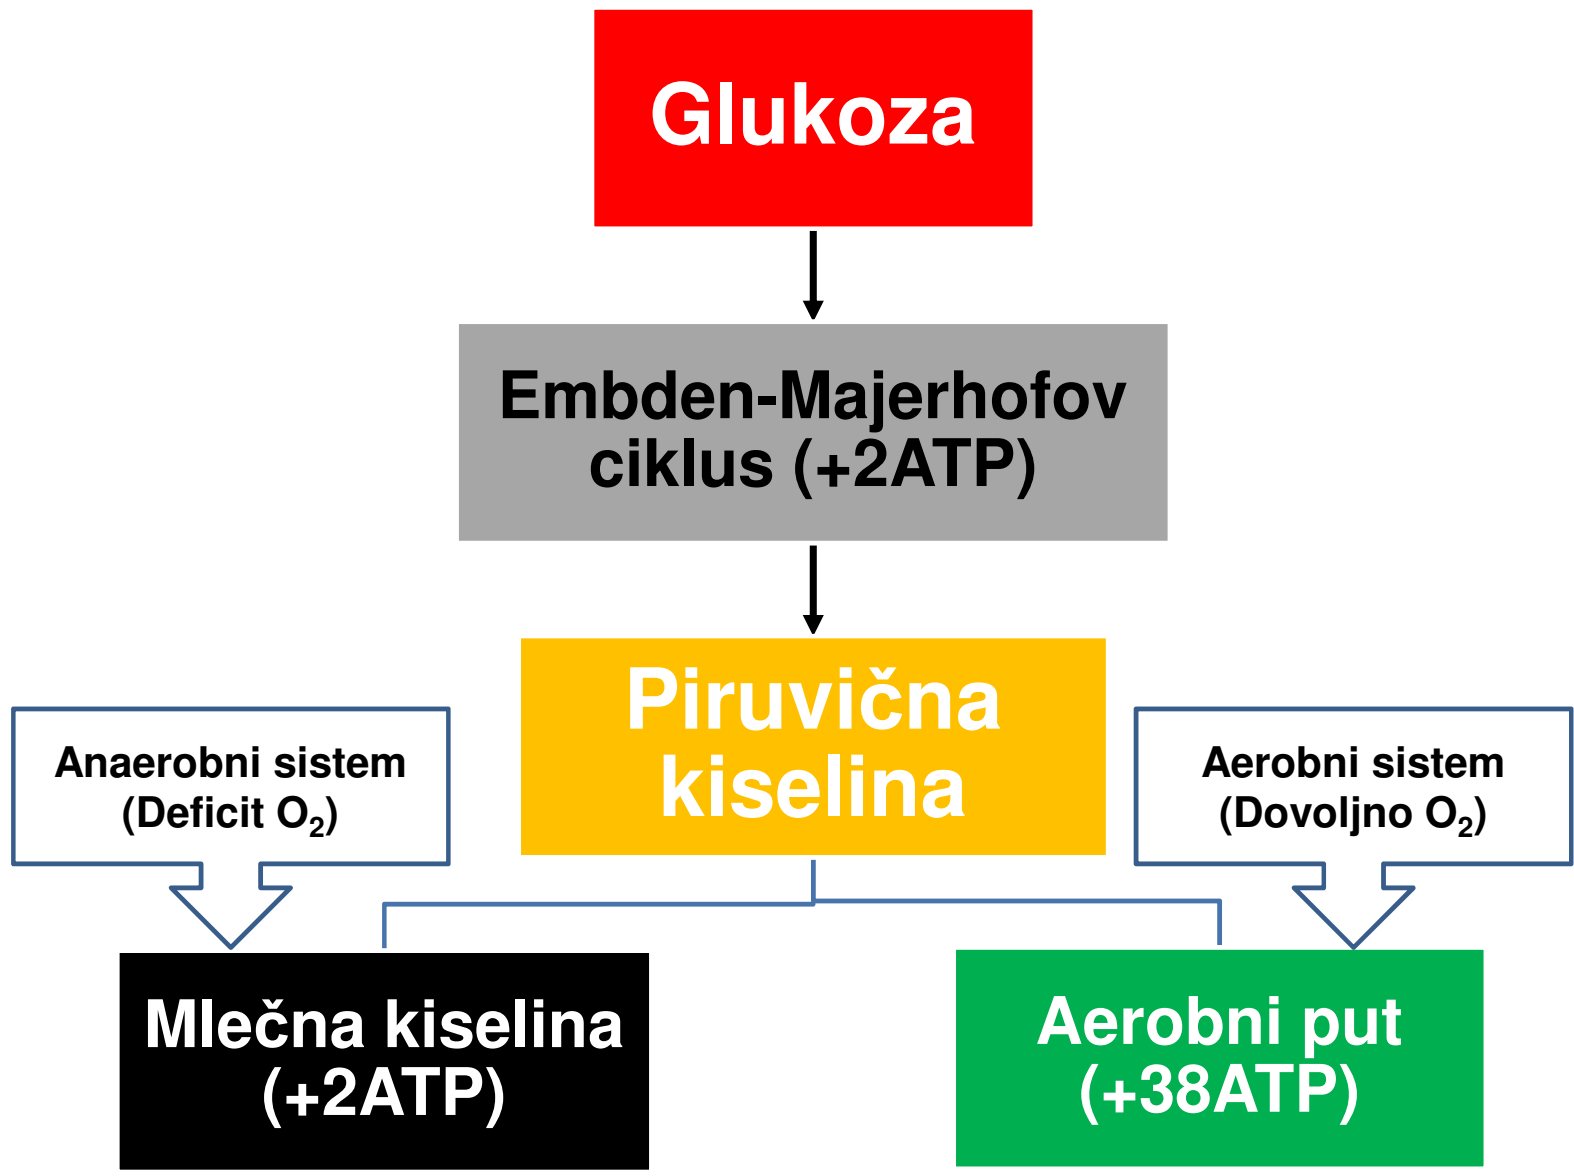 Glukoza
Embden-Majerhofov
ciklus (+2ATP)
Piruvična
kiselina
Anaerobni sistem
(Deficit O₂)
Aerobni sistem
(Dovoljno O₂)
Mlečna kiselina
(+2ATP)
Aerobni put
(+38ATP)